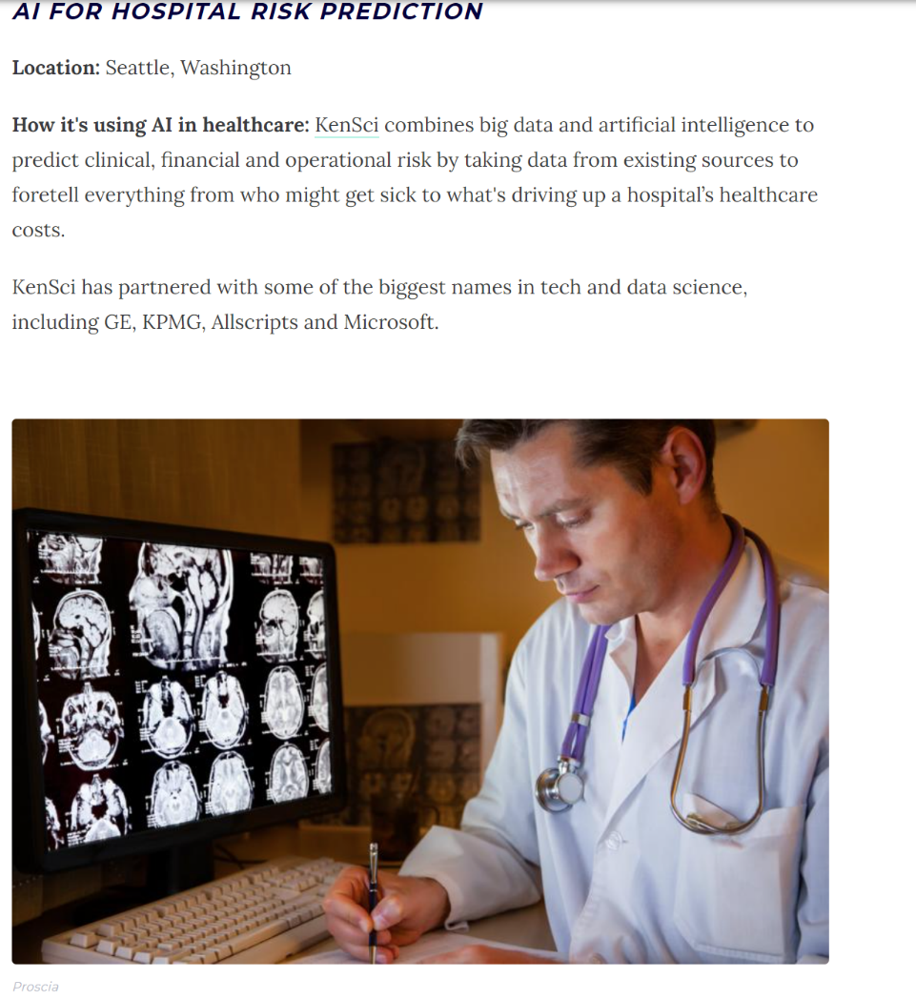 AI FOR HOSPITAL RISK PREDICTION
Location: Seattle, Washington
How it's using AI in healthcare: KenSci combines big data and artificial intelligence to
predict clinical, financial and operational risk by taking data from existing sources to
foretell everything from who might get sick to what's driving up a hospital’s healthcare
costs.
KenSci has partnered with some of the biggest names in tech and data science,
including GE, KPMG, Allscripts and Microsoft.
Proscia